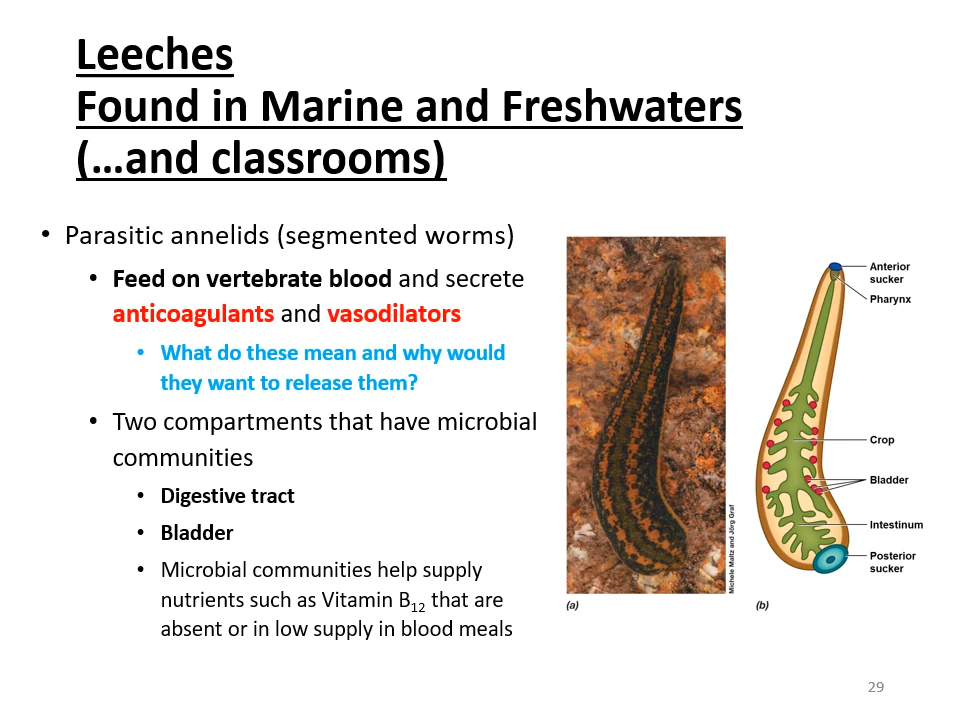 Leeches
Found in Marine and Freshwaters
(…and classrooms)
• Parasitic annelids (segmented worms)
• Feed on vertebrate blood and secrete
anticoagulants and vasodilators
• What do these mean and why would
they want to release them?
• Two compartments that have microbial
communities
• Digestive tract
• Bladder
• Microbial communities help supply
nutrients such as Vitamin B12 that are
absent or in low supply in blood meals
Michele Maltz and Jörg Graf
(a)
Anterior
sucker
Pharynx
Crop
Bladder
Intestinum
Posterior
sucker
(b)
29